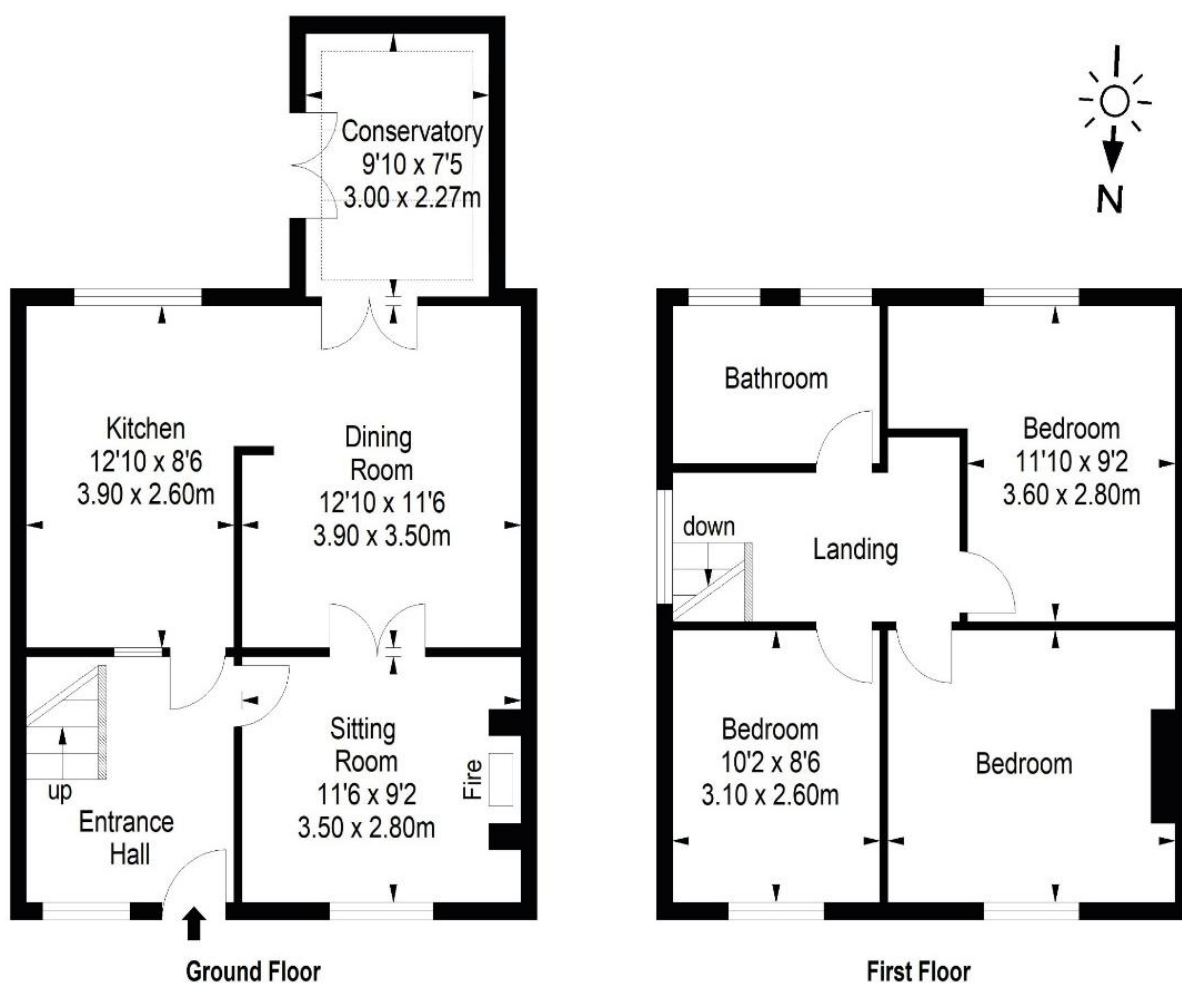 Conservatory
9'10 x 7'5
3.00 x 2.27m
N
Kitchen
12'10 x 8'6
3.90 x 2.60m
Dining
Room
12'10 x 11'6
3.90 x 3.50m
Sitting
Room
11'6 x 9'2
3.50 x 2.80m
Fire
up
Entrance
Hall
Ground Floor
Bathroom
Bedroom
11'10 x 9'2
3.60 x 2.80m
down
Landing
Bedroom
10'2 x 8'6
3.10 x 2.60m
Bedroom
First Floor